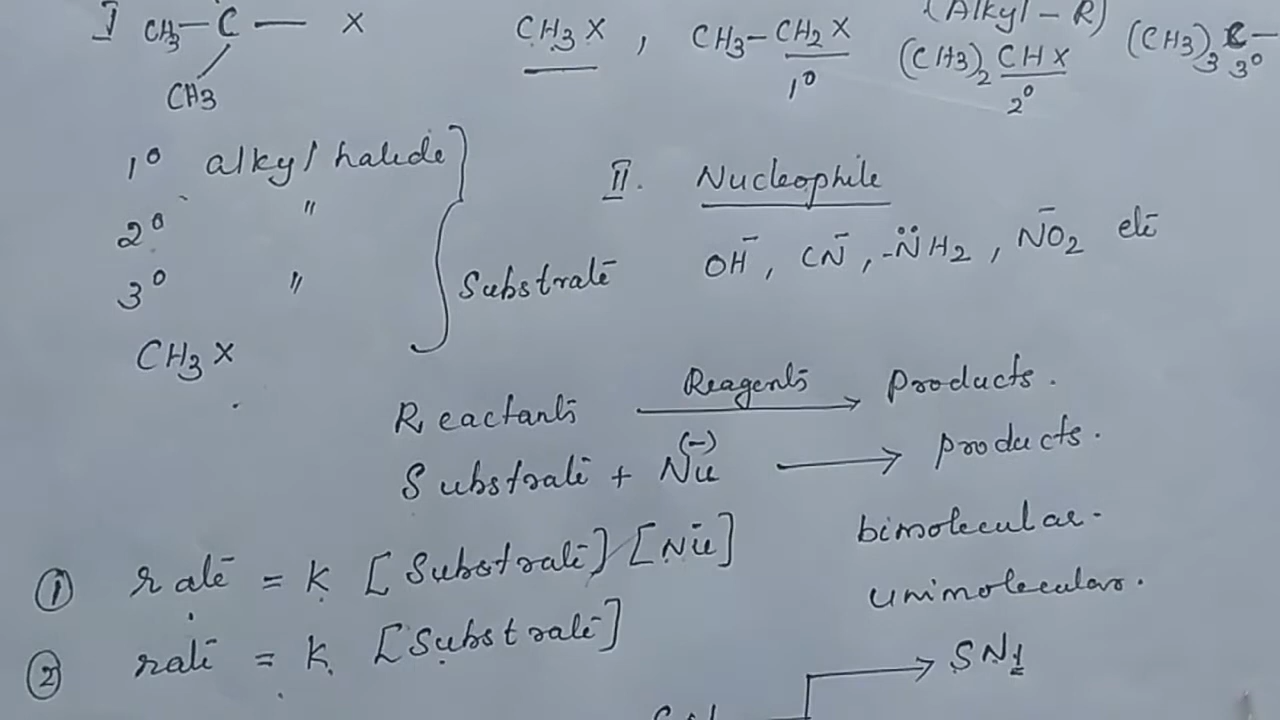 (Alkyl - R)
I CH3 - C - X CH3X , CH3 - CH2X (CH3)2 CHX (CH3)3 C -
CH3 1° 2° 3°
1° alkyl halide
2° "
3° "
CH3X
Substrate
II. Nucleophile
OH̄ , CN̄ , -N̈H2 , N̄O2 etc
Reactants Reagents → Products .
Substrate + Nu (-) → products .
bimolecular .
① rate = K [Substrate] [Nu]
unimolecular .
② rate = K [Substrate]
→ SN1